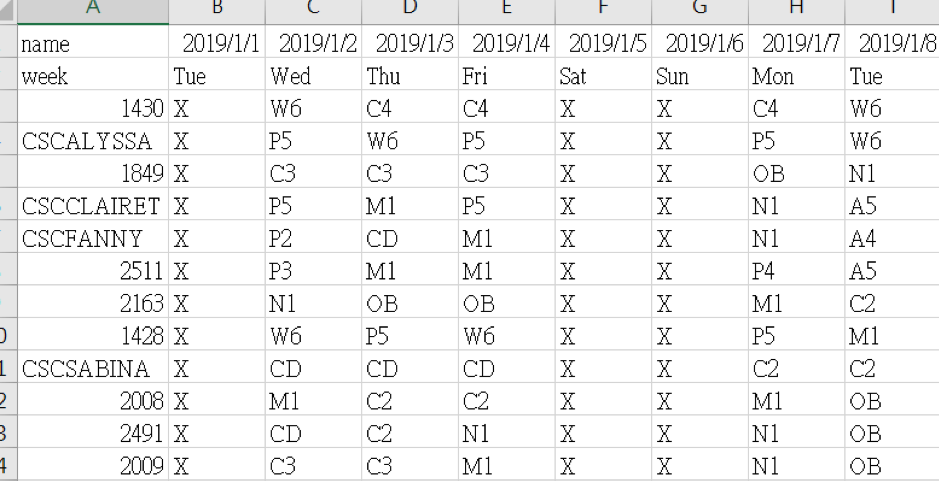 A B C D E F G H I
name 2019/1/1 2019/1/2 2019/1/3 2019/1/4 2019/1/5 2019/1/6 2019/1/7 2019/1/8
week Tue Wed Thu Fri Sat Sun Mon Tue
1430 X W6 C4 C4 X X C4 W6
CSCALYSSA X P5 W6 P5 X X P5 W6
1849 X C3 C3 C3 X X OB N1
CSCCLAIRET X P5 M1 P5 X X N1 A5
CSCFANNY X P2 CD M1 X X N1 A4
2511 X P3 M1 M1 X X P4 A5
2163 X N1 OB OB X X M1 C2
0 1428 X W6 P5 W6 X X P5 M1
1 CSCSABINA X CD CD CD X X C2 C2
2 2008 X M1 C2 C2 X X M1 OB
3 2491 X CD C2 N1 X X N1 OB
4 2009 X C3 C3 M1 X X N1 OB